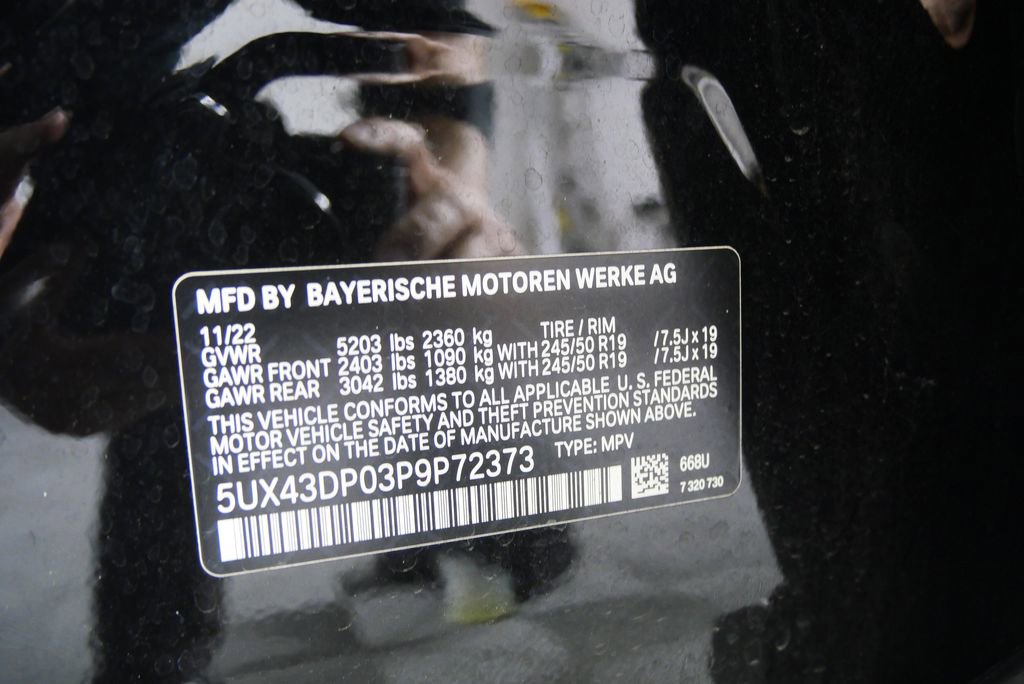 MFD BY BAYERISCHE MOTOREN WERKE AG
11/22 TIRE / RIM
GVWR 5203 lbs 2360 kg
GAWR FRONT 2403 lbs 1090 kg WITH 245/50 R19 /7.5J x 19
GAWR REAR 3042 lbs 1380 kg WITH 245/50 R19 /7.5J x 19
THIS VEHICLE CONFORMS TO ALL APPLICABLE U. S. FEDERAL
MOTOR VEHICLE SAFETY AND THEFT PREVENTION STANDARDS
IN EFFECT ON THE DATE OF MANUFACTURE SHOWN ABOVE.
5UX43DP03P9P72373 TYPE: MPV
668U
7 320 730